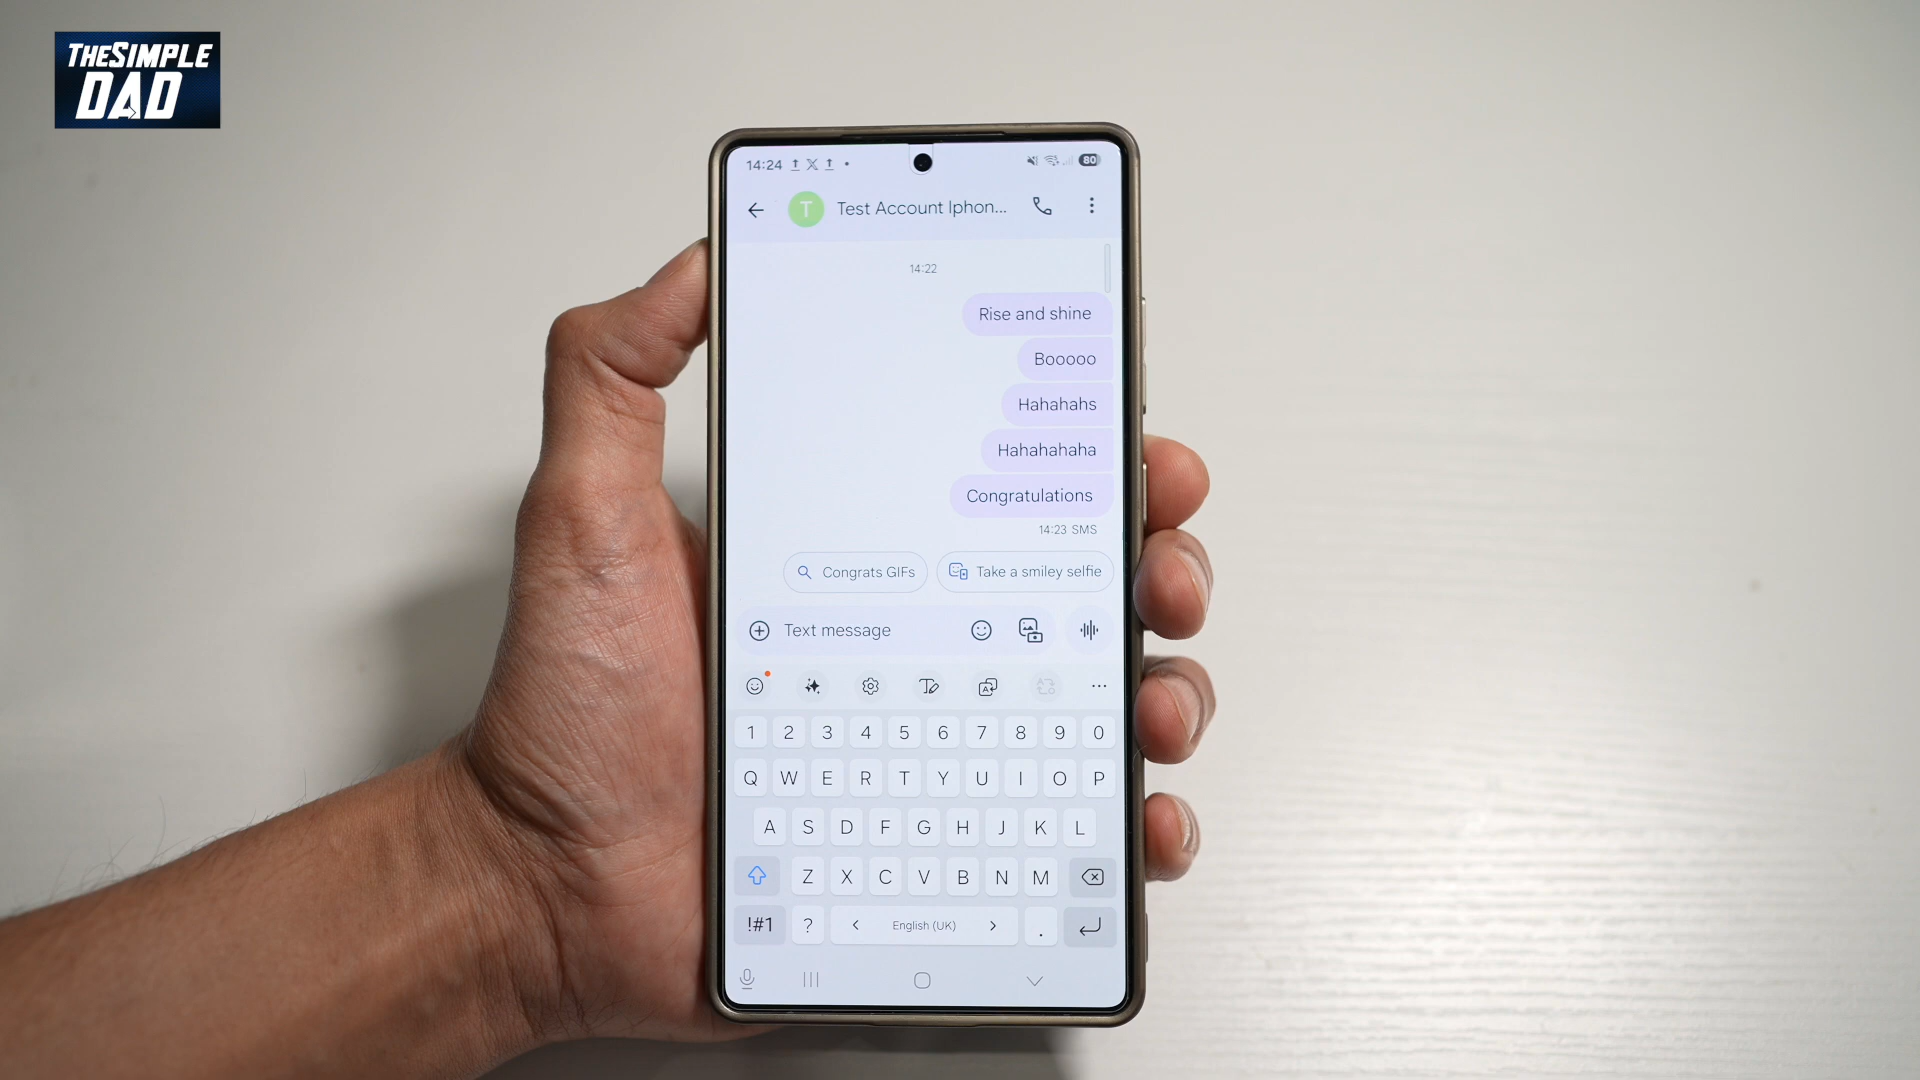 THESIMPLE
DAD
14:24
80
T
Test Account Iphon...
14:22
Rise and shine
Booooo
Hahahahs
Hahahahaha
Congratulations
14:23 SMS
Congrats GIFs
Take a smiley selfie
Text message
1 2 3 4 5 6 7 8 9 0
Q W E R T Y U I O P
A S D F G H J K L
Z X C V B N M
!#1 ? < English (UK) > .